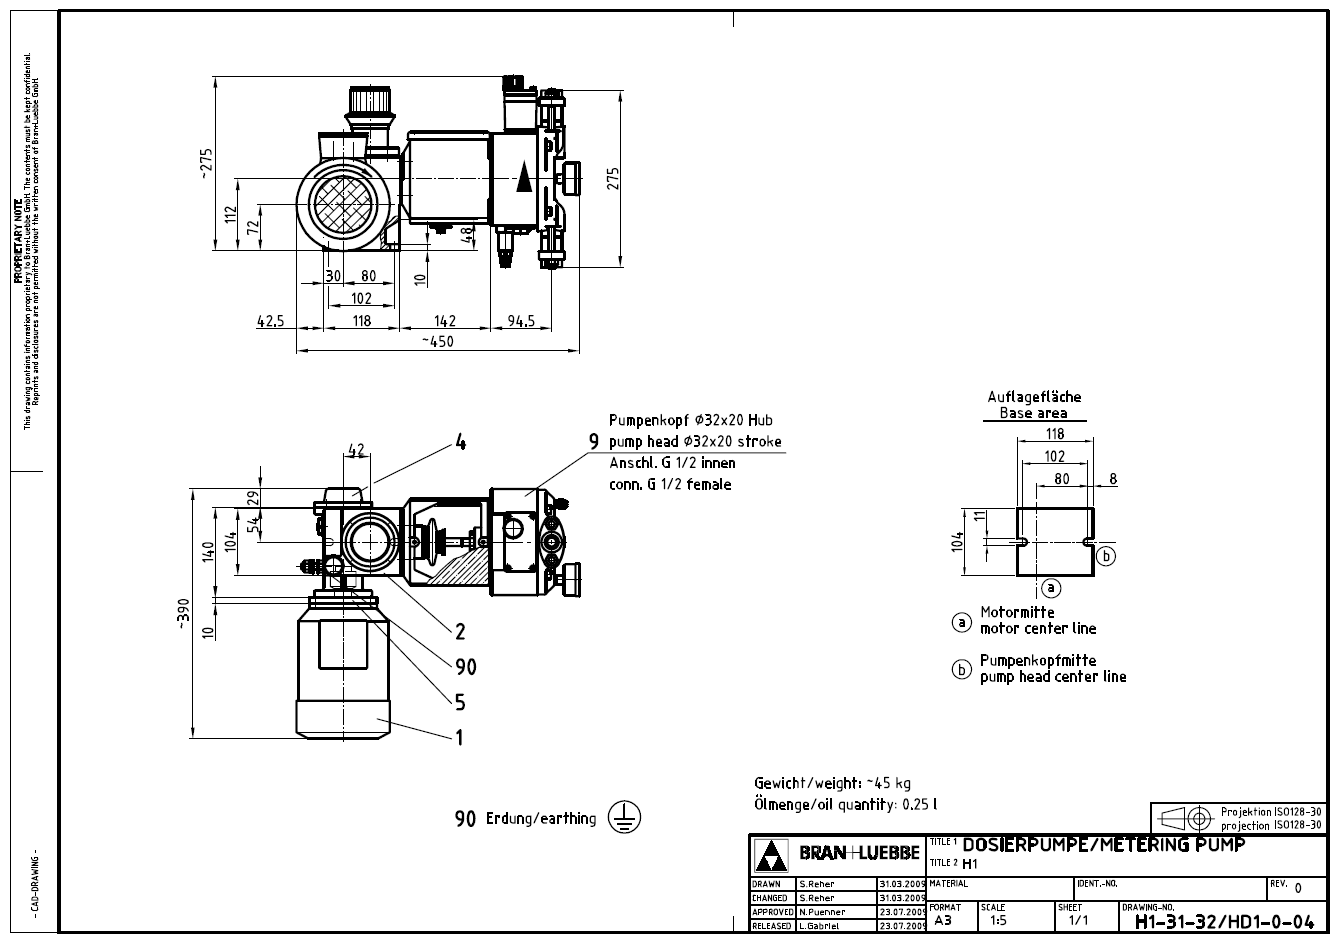 PROPRIETARY NOTE
This drawing contains information proprietary to Bran+Luebbe GmbH. The contents must be kept confidential.
Reprints and disclosures are not permitted without the written consent of Bran+Luebbe GmbH.
- CAD-DRAWING -
~275
112
72
275
48
10
30
80
102
42.5
118
142
94.5
~450
42
4
29
54
104
140
~390
10
2
90
5
1
Pumpenkopf Ø32x20 Hub
9 pump head Ø32x20 stroke
Anschl. G 1/2 innen
conn. G 1/2 female
Auflagefläche
Base area
118
102
80
8
11
104
b
a
a Motormitte
motor center line
b Pumpenkopfmitte
pump head center line
Gewicht/weight: ~45 kg
Ölmenge/oil quantity: 0.25 l
90 Erdung/earthing
Projektion ISO128-30
projection ISO128-30
BRAN+LUEBBE
TITLE 1 DOSIERPUMPE/METERING PUMP
TITLE 2 H1
DRAWN S.Reher 31.03.2009
CHANGED S.Reher 31.03.2009
APPROVED N.Puenner 23.07.2009
RELEASED L.Gabriel 23.07.2009
MATERIAL
IDENT.-NO.
REV. 0
FORMAT
A3
SCALE
1:5
SHEET
1/1
DRAWING-NO.
H1-31-32/HD1-0-04